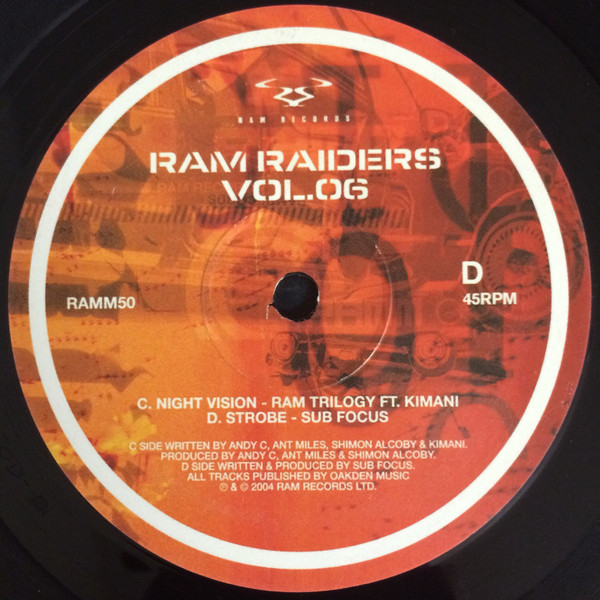 RAM RECORDS
RAM RAIDERS
VOL.06
D
RAMM50
45RPM
C. NIGHT VISION - RAM TRILOGY FT. KIMANI
D. STROBE - SUB FOCUS
C SIDE WRITTEN BY ANDY C, ANT MILES, SHIMON ALCOBY & KIMANI.
PRODUCED BY ANDY C, ANT MILES & SHIMON ALCOBY.
D SIDE WRITTEN & PRODUCED BY SUB FOCUS.
ALL TRACKS PUBLISHED BY OAKDEN MUSIC
℗ & © 2004 RAM RECORDS LTD.